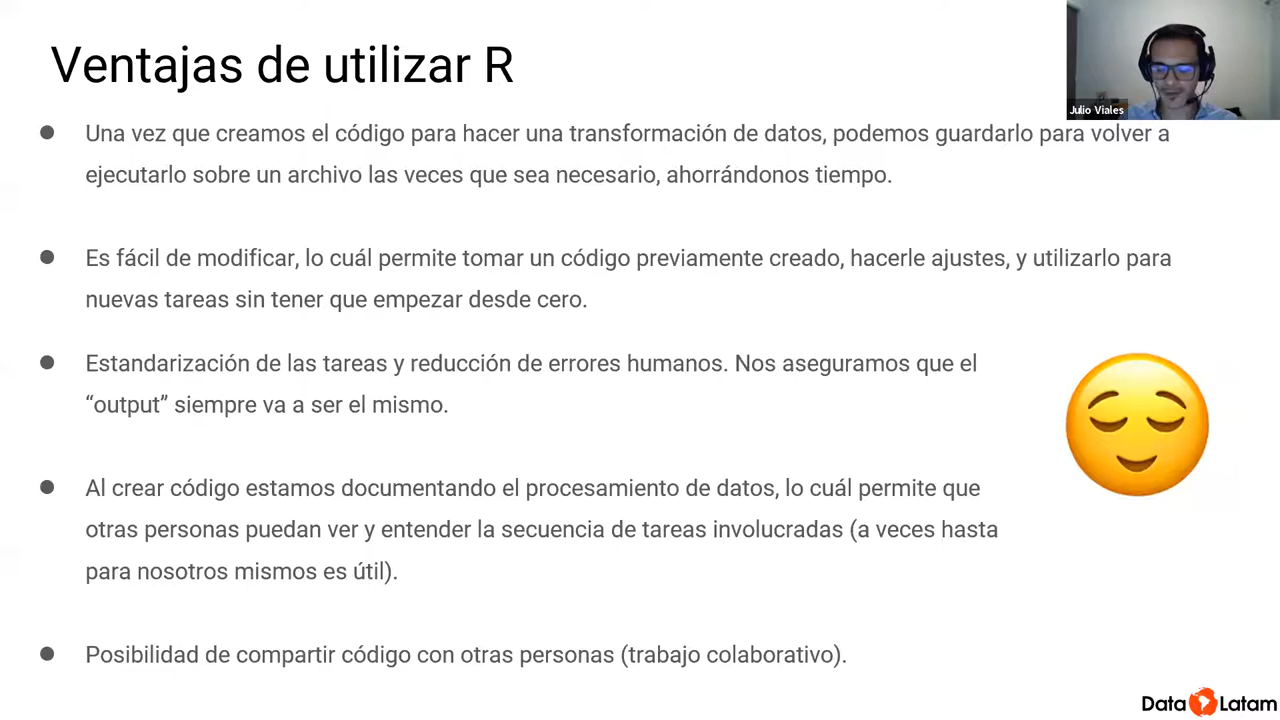 Ventajas de utilizar R
Julio Viales
● Una vez que creamos el código para hacer una transformación de datos, podemos guardarlo para volver a
ejecutarlo sobre un archivo las veces que sea necesario, ahorrándonos tiempo.
● Es fácil de modificar, lo cuál permite tomar un código previamente creado, hacerle ajustes, y utilizarlo para
nuevas tareas sin tener que empezar desde cero.
● Estandarización de las tareas y reducción de errores humanos. Nos aseguramos que el
“output” siempre va a ser el mismo.
● Al crear código estamos documentando el procesamiento de datos, lo cuál permite que
otras personas puedan ver y entender la secuencia de tareas involucradas (a veces hasta
para nosotros mismos es útil).
● Posibilidad de compartir código con otras personas (trabajo colaborativo).
Data Latam